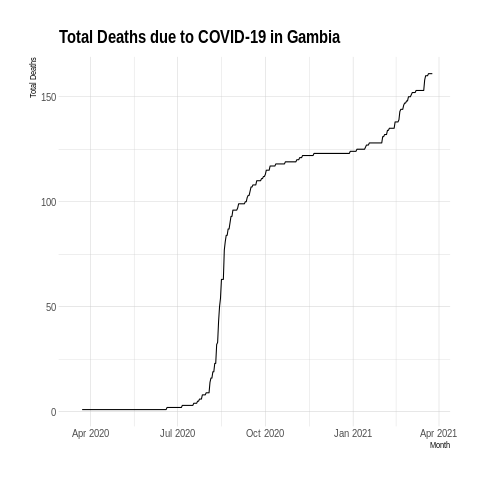 Total Deaths due to COVID-19 in Gambia
Total Deaths
150
100
50
0
Apr 2020 Jul 2020 Oct 2020 Jan 2021 Apr 2021
Month